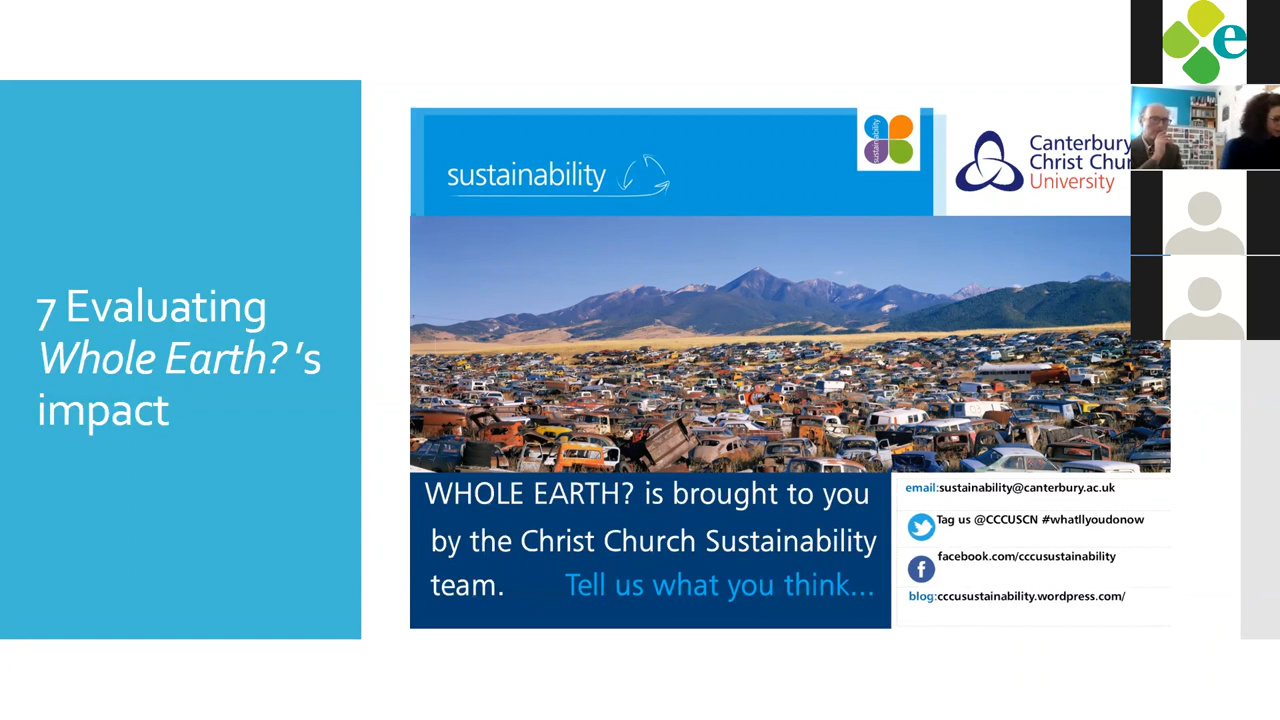 7 Evaluating
Whole Earth? 's
impact
sustainability
sustainability
Canterbury
Christ Chur
University
WHOLE EARTH? is brought to you
by the Christ Church Sustainability
team. Tell us what you think...
email:sustainability@canterbury.ac.uk
Tag us @CCCUSCN #whatllyoudonow
facebook.com/cccusustainability
blog:cccusustainability.wordpress.com/
e